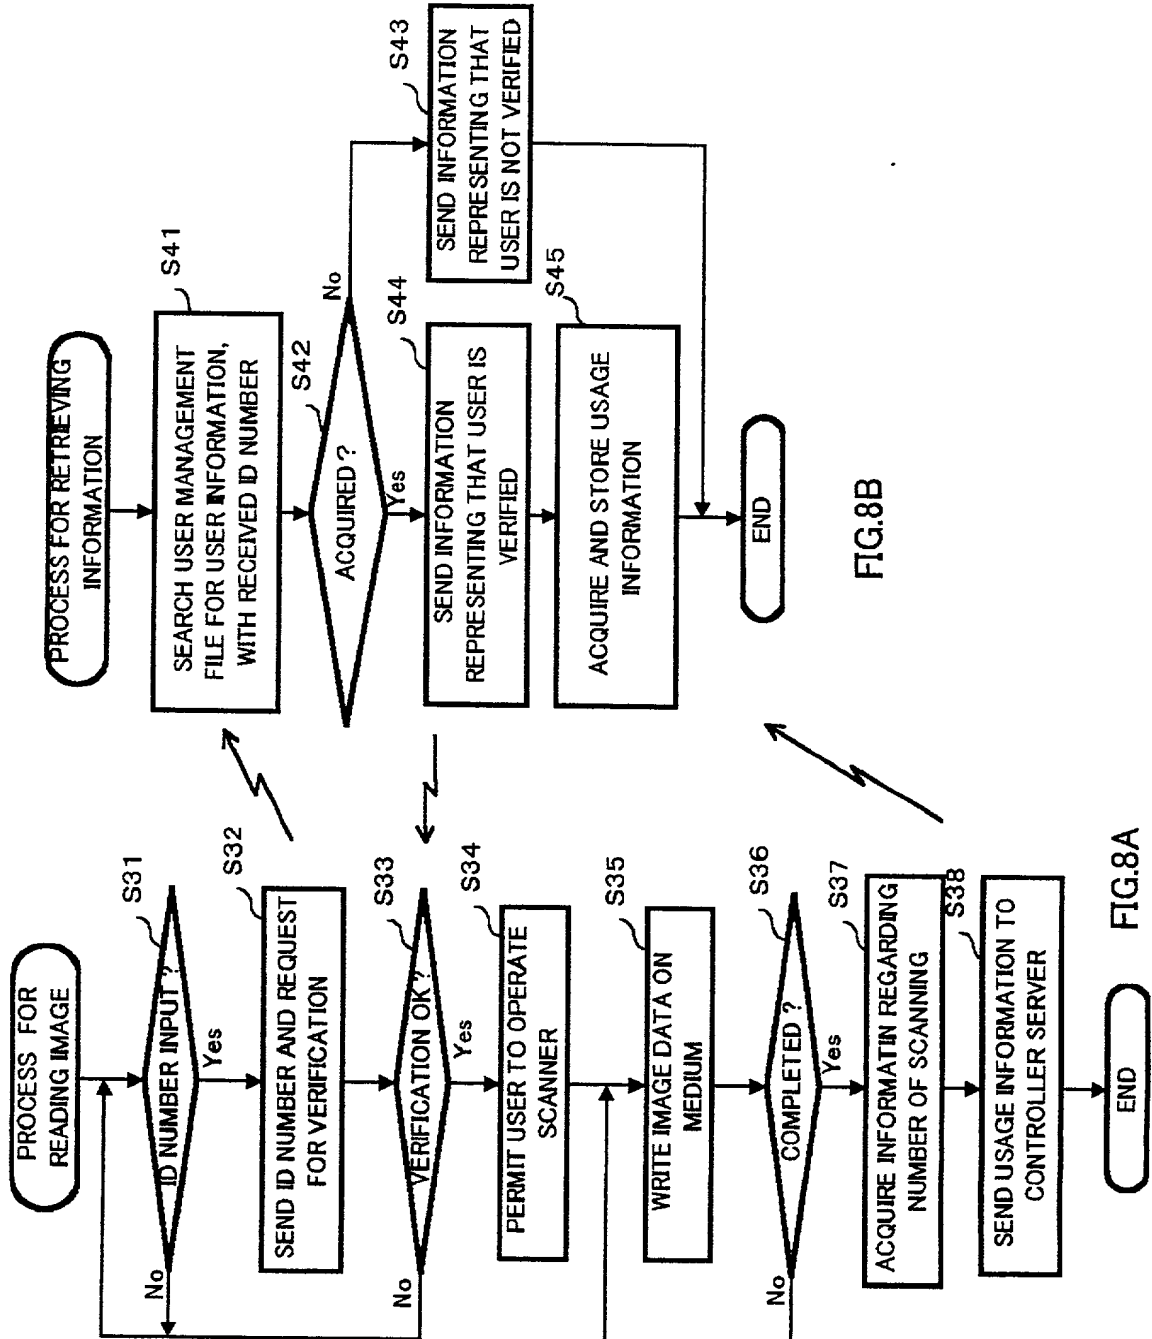 PROCESS FOR
READING IMAGE
S31
ID NUMBER INPUT ?
No
Yes
S32
SEND ID NUMBER AND REQUEST
FOR VERIFICATION
S33
VERIFICATION OK ?
No
Yes
S34
PERMIT USER TO OPERATE
SCANNER
S35
WRITE IMAGE DATA ON
MEDIUM
S36
COMPLETED ?
No
Yes
S37
ACQUIRE INFORMATIN REGARDING
NUMBER OF SCANNING
S38
SEND USAGE INFORMATION TO
CONTROLLER SERVER
END
FIG.8A
PROCESS FOR RETRIEVING
INFORMATION
S41
SEARCH USER MANAGEMENT
FILE FOR USER INFORMATION,
WITH RECEIVED ID NUMBER
S42
ACQUIRED ?
No
Yes
S43
SEND INFORMATION
REPRESENTING THAT
USER IS NOT VERIFIED
S44
SEND INFORMATION
REPRESENTING THAT USER IS
VERIFIED
S45
ACQUIRE AND STORE USAGE
INFORMATION
END
FIG.8B